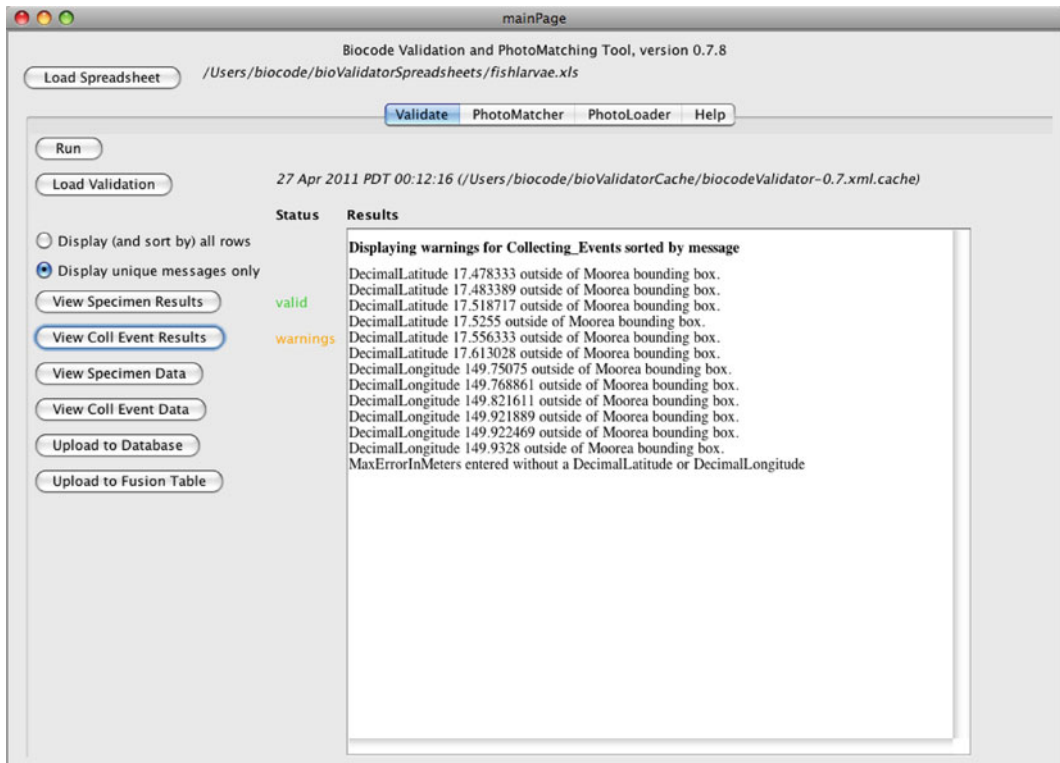 mainPage
Biocode Validation and PhotoMatching Tool, version 0.7.8
Load Spreadsheet /Users/biocode/bioValidatorSpreadsheets/fishlarvae.xls
Validate PhotoMatcher PhotoLoader Help
Run
Load Validation 27 Apr 2011 PDT 00:12:16 (/Users/biocode/bioValidatorCache/biocodeValidator-0.7.xml.cache)
Status Results
Display (and sort by) all rows
Display unique messages only
View Specimen Results valid
View Coll Event Results warnings
View Specimen Data
View Coll Event Data
Upload to Database
Upload to Fusion Table
Displaying warnings for Collecting_Events sorted by message
DecimalLatitude 17.478333 outside of Moorea bounding box.
DecimalLatitude 17.483389 outside of Moorea bounding box.
DecimalLatitude 17.518717 outside of Moorea bounding box.
DecimalLatitude 17.5255 outside of Moorea bounding box.
DecimalLatitude 17.556333 outside of Moorea bounding box.
DecimalLatitude 17.613028 outside of Moorea bounding box.
DecimalLongitude 149.75075 outside of Moorea bounding box.
DecimalLongitude 149.768861 outside of Moorea bounding box.
DecimalLongitude 149.821611 outside of Moorea bounding box.
DecimalLongitude 149.921889 outside of Moorea bounding box.
DecimalLongitude 149.922469 outside of Moorea bounding box.
DecimalLongitude 149.9328 outside of Moorea bounding box.
MaxErrorInMeters entered without a DecimalLatitude or DecimalLongitude